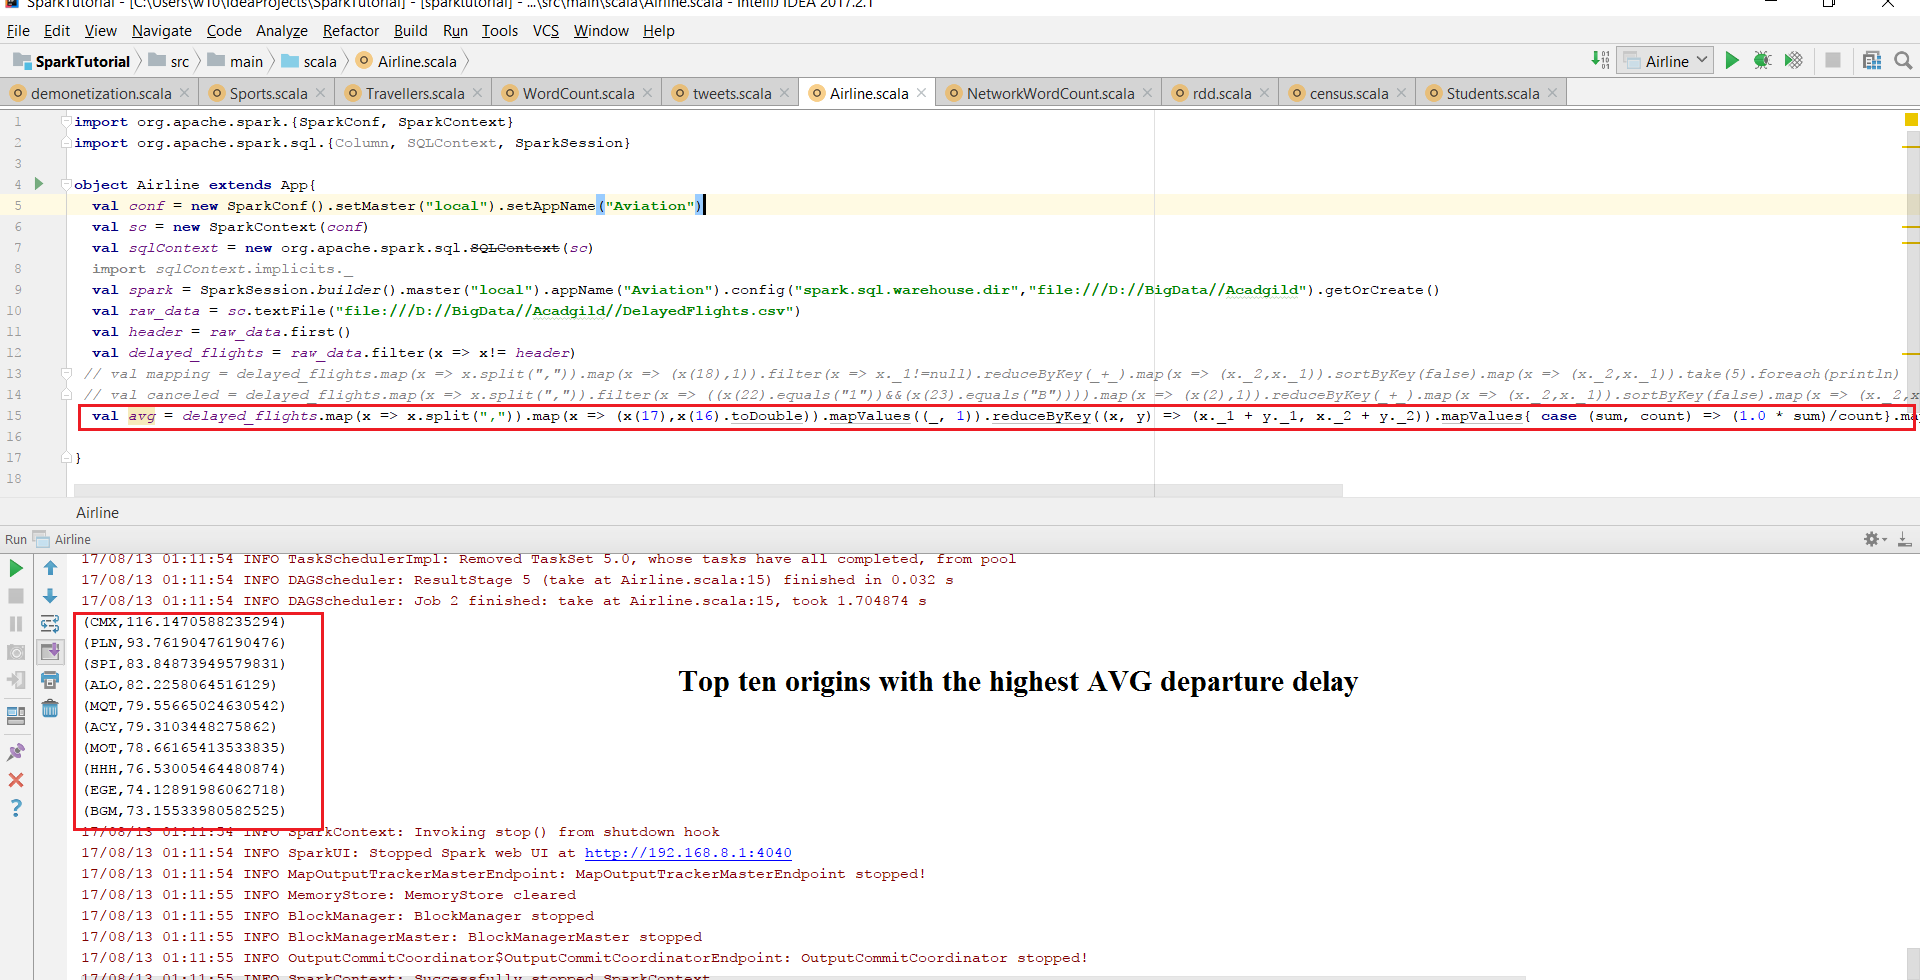 SparkTutorial - [C:\Users\w10\IdeaProjects\SparkTutorial] - [sparktutorial] - ...\src\main\scala\Airline.scala - IntelliJ IDEA 2017.2.1
File Edit View Navigate Code Analyze Refactor Build Run Tools VCS Window Help
SparkTutorial src main scala Airline.scala Airline
demonetization.scala Sports.scala Travellers.scala WordCount.scala tweets.scala Airline.scala NetworkWordCount.scala rdd.scala census.scala Students.scala
1 import org.apache.spark.{SparkConf, SparkContext}
2 import org.apache.spark.sql.{Column, SQLContext, SparkSession}
3
4 object Airline extends App{
5 val conf = new SparkConf().setMaster("local").setAppName("Aviation")
6 val sc = new SparkContext(conf)
7 val sqlContext = new org.apache.spark.sql.SQLContext(sc)
8 import sqlContext.implicits._
9 val spark = SparkSession.builder().master("local").appName("Aviation").config("spark.sql.warehouse.dir","file:///D://BigData//Acadgild").getOrCreate()
10 val raw_data = sc.textFile("file:///D://BigData//Acadgild//DelayedFlights.csv")
11 val header = raw_data.first()
12 val delayed_flights = raw_data.filter(x => x!= header)
13 // val mapping = delayed_flights.map(x => x.split(",")).map(x => (x(18),1)).filter(x => x._1!=null).reduceByKey(_+_).map(x => (x._2,x._1)).sortByKey(false).map(x => (x._2,x._1)).take(5).foreach(println)
14 // val canceled = delayed_flights.map(x => x.split(",")).filter(x => ((x(22).equals("1"))&&(x(23).equals("B")))).map(x => (x(2),1)).reduceByKey(_+_).map(x => (x._2,x._1)).sortByKey(false).map(x => (x._2,x
15 val avg = delayed_flights.map(x => x.split(",")).map(x => (x(17),x(16).toDouble)).mapValues((_, 1)).reduceByKey((x, y) => (x._1 + y._1, x._2 + y._2)).mapValues{ case (sum, count) => (1.0 * sum)/count}.ma
16
17 }
18
Airline
Run Airline
17/08/13 01:11:54 INFO TaskSchedulerImpl: Removed TaskSet 5.0, whose tasks have all completed, from pool
17/08/13 01:11:54 INFO DAGScheduler: ResultStage 5 (take at Airline.scala:15) finished in 0.032 s
17/08/13 01:11:54 INFO DAGScheduler: Job 2 finished: take at Airline.scala:15, took 1.704874 s
(CMX,116.1470588235294)
(PLN,93.76190476190476)
(SPI,83.84873949579831)
(ALO,82.2258064516129)
(MQT,79.55665024630542)
(ACY,79.3103448275862)
(MOT,78.66165413533835)
(HHH,76.53005464480874)
(EGE,74.12891986062718)
(BGM,73.15533980582525)
Top ten origins with the highest AVG departure delay
17/08/13 01:11:54 INFO SparkContext: Invoking stop() from shutdown hook
17/08/13 01:11:54 INFO SparkUI: Stopped Spark web UI at http://192.168.8.1:4040
17/08/13 01:11:54 INFO MapOutputTrackerMasterEndpoint: MapOutputTrackerMasterEndpoint stopped!
17/08/13 01:11:55 INFO MemoryStore: MemoryStore cleared
17/08/13 01:11:55 INFO BlockManager: BlockManager stopped
17/08/13 01:11:55 INFO BlockManagerMaster: BlockManagerMaster stopped
17/08/13 01:11:55 INFO OutputCommitCoordinator$OutputCommitCoordinatorEndpoint: OutputCommitCoordinator stopped!
17/08/13 01:11:55 INFO SparkContext: Successfully stopped SparkContext